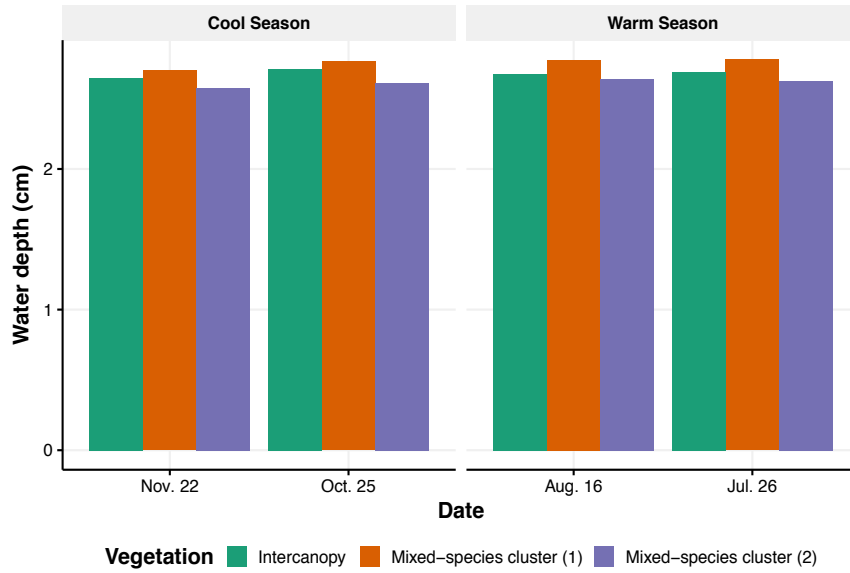 Cool Season
Warm Season
Water depth (cm)
2
1
0
Nov. 22
Oct. 25
Aug. 16
Jul. 26
Date
Vegetation
Intercanopy
Mixed−species cluster (1)
Mixed−species cluster (2)